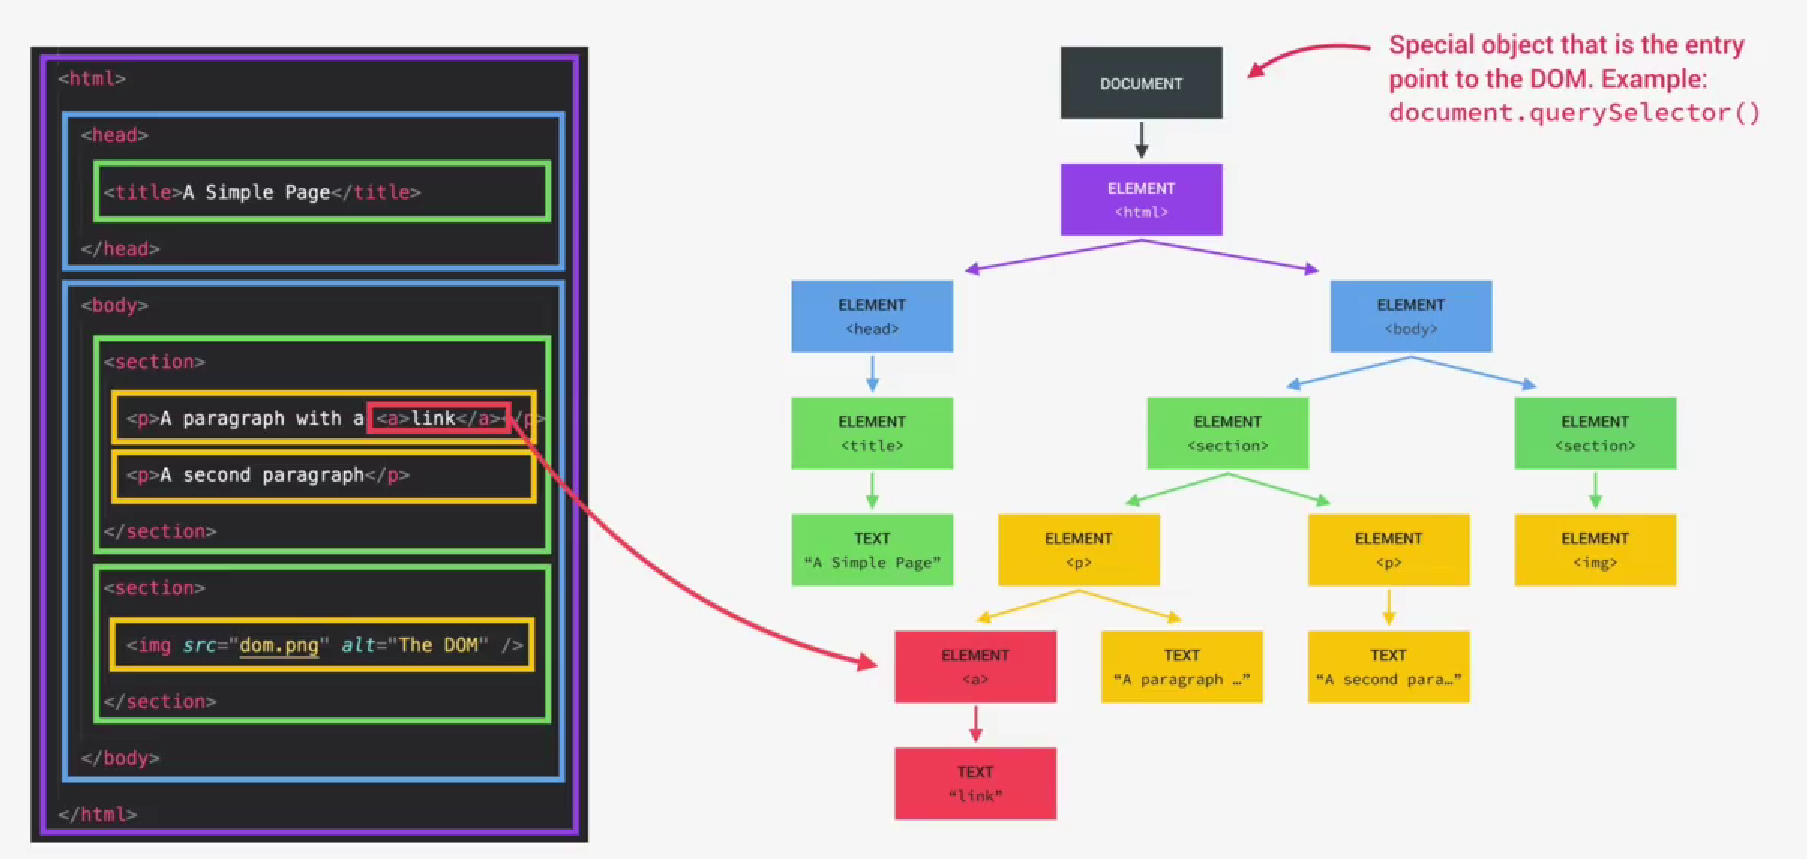 <html>
<head>
<title>A Simple Page</title>
</head>
<body>
<section>
<p>A paragraph with a <a>link</a></p>
<p>A second paragraph</p>
</section>
<section>
<img src="dom.png" alt="The DOM" />
</section>
</body>
</html>
DOCUMENT
Special object that is the entry
point to the DOM. Example:
document.querySelector()
ELEMENT
<html>
ELEMENT
<head>
ELEMENT
<body>
ELEMENT
<title>
ELEMENT
<section>
ELEMENT
<section>
TEXT
“A Simple Page”
ELEMENT
<p>
ELEMENT
<p>
ELEMENT
<img>
ELEMENT
<a>
TEXT
“A paragraph …”
TEXT
“A second para…”
TEXT
“link”